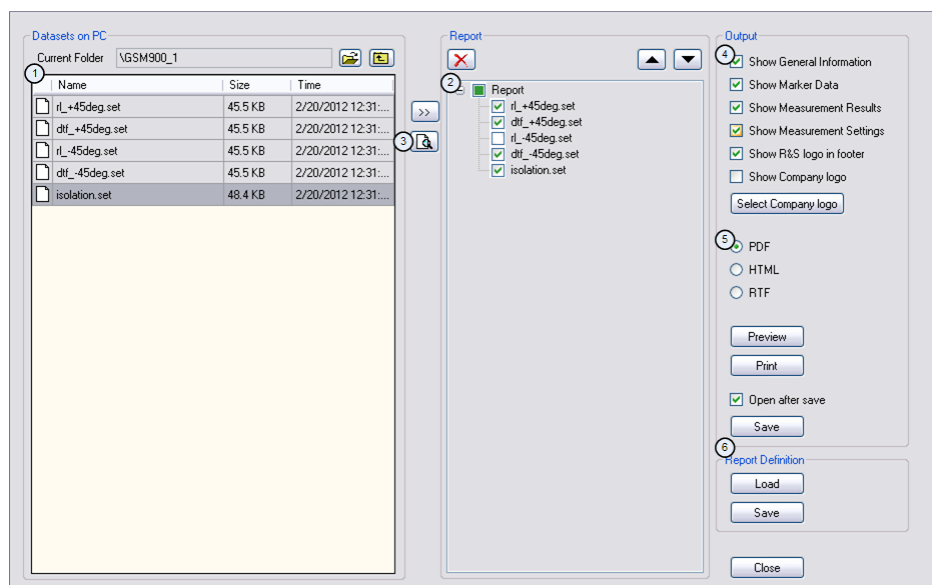 Datasets on PC
Current Folder \GSM900_1
1
Name Size Time
rl_+45deg.set 45.5 KB 2/20/2012 12:31:...
dtf_+45deg.set 45.5 KB 2/20/2012 12:31:...
rl_-45deg.set 45.5 KB 2/20/2012 12:31:...
dtf_-45deg.set 45.5 KB 2/20/2012 12:31:...
isolation.set 48.4 KB 2/20/2012 12:31:...
>>
3
Report
2
Report
rl_+45deg.set
dtf_+45deg.set
rl_-45deg.set
dtf_-45deg.set
isolation.set
Output
4
Show General Information
Show Marker Data
Show Measurement Results
Show Measurement Settings
Show R&S logo in footer
Show Company logo
Select Company logo
5
PDF
HTML
RTF
Preview
Print
Open after save
Save
6
Report Definition
Load
Save
Close